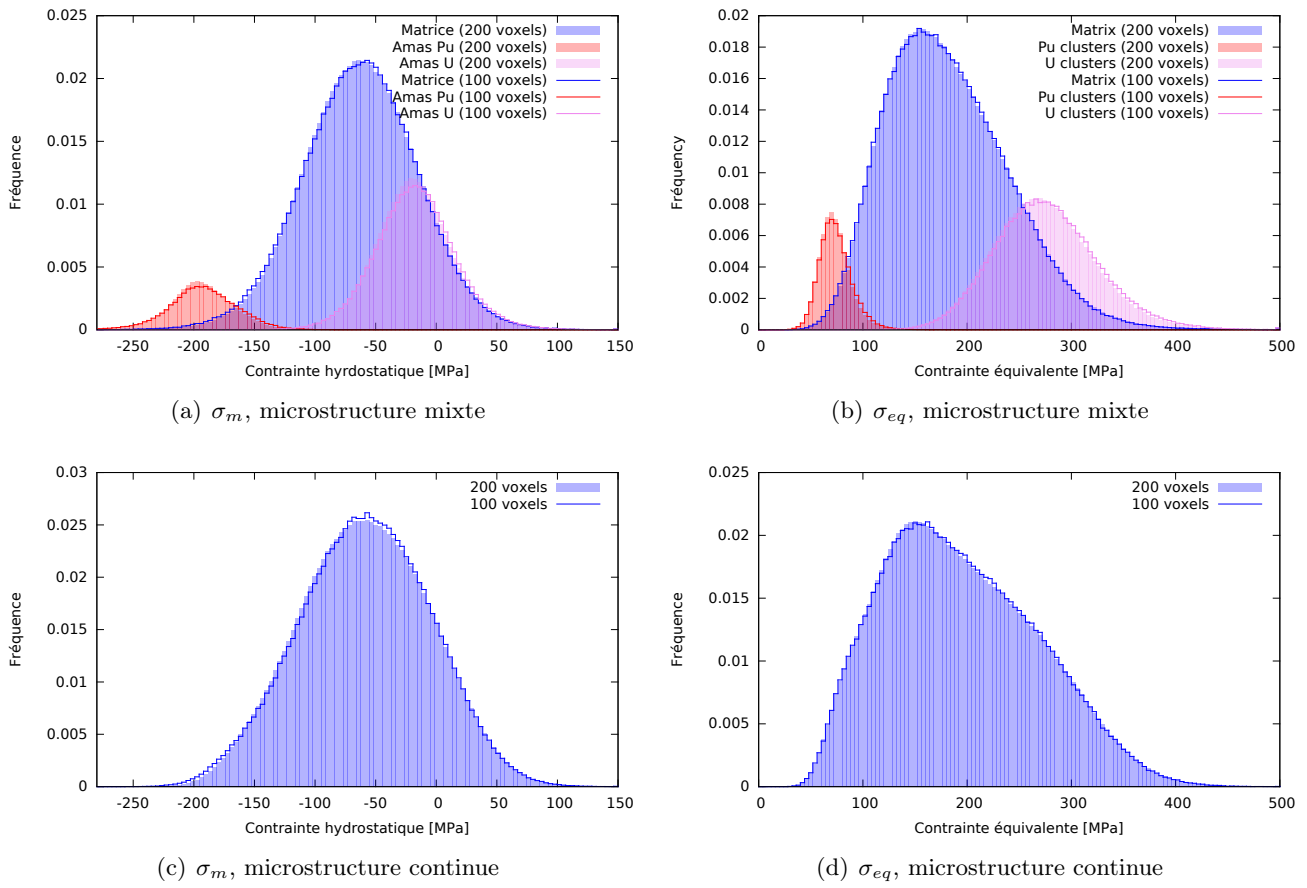 0.025
0.02
0.015
0.01
0.005
0
Fréquence
-250 -200 -150 -100 -50 0 50 100 150
Contrainte hyrdostatique [MPa]
Matrice (200 voxels)
Amas Pu (200 voxels)
Amas U (200 voxels)
Matrice (100 voxels)
Amas Pu (100 voxels)
Amas U (100 voxels)
(a) σm, microstructure mixte
0.02
0.018
0.016
0.014
0.012
0.01
0.008
0.006
0.004
0.002
0
Fréquency
0 100 200 300 400 500
Contrainte équivalente [MPa]
Matrix (200 voxels)
Pu clusters (200 voxels)
U clusters (200 voxels)
Matrix (100 voxels)
Pu clusters (100 voxels)
U clusters (100 voxels)
(b) σeq, microstructure mixte
0.03
0.025
0.02
0.015
0.01
0.005
0
Fréquence
-250 -200 -150 -100 -50 0 50 100 150
Contrainte hydrostatique [MPa]
200 voxels
100 voxels
(c) σm, microstructure continue
0.025
0.02
0.015
0.01
0.005
0
Fréquence
0 100 200 300 400 500
Contrainte équivalente [MPa]
200 voxels
100 voxels
(d) σeq, microstructure continue